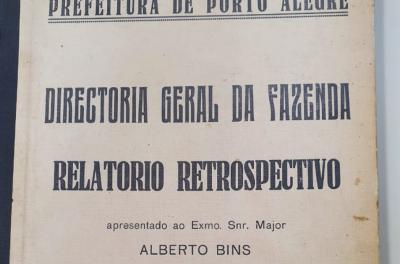 PREFEITURA DE PORTO ALEGRE
DIRECTORIA GERAL DA FAZENDA
RELATORIO RETROSPECTIVO
apresentado ao Exmo. Snr. Major
ALBERTO BINS